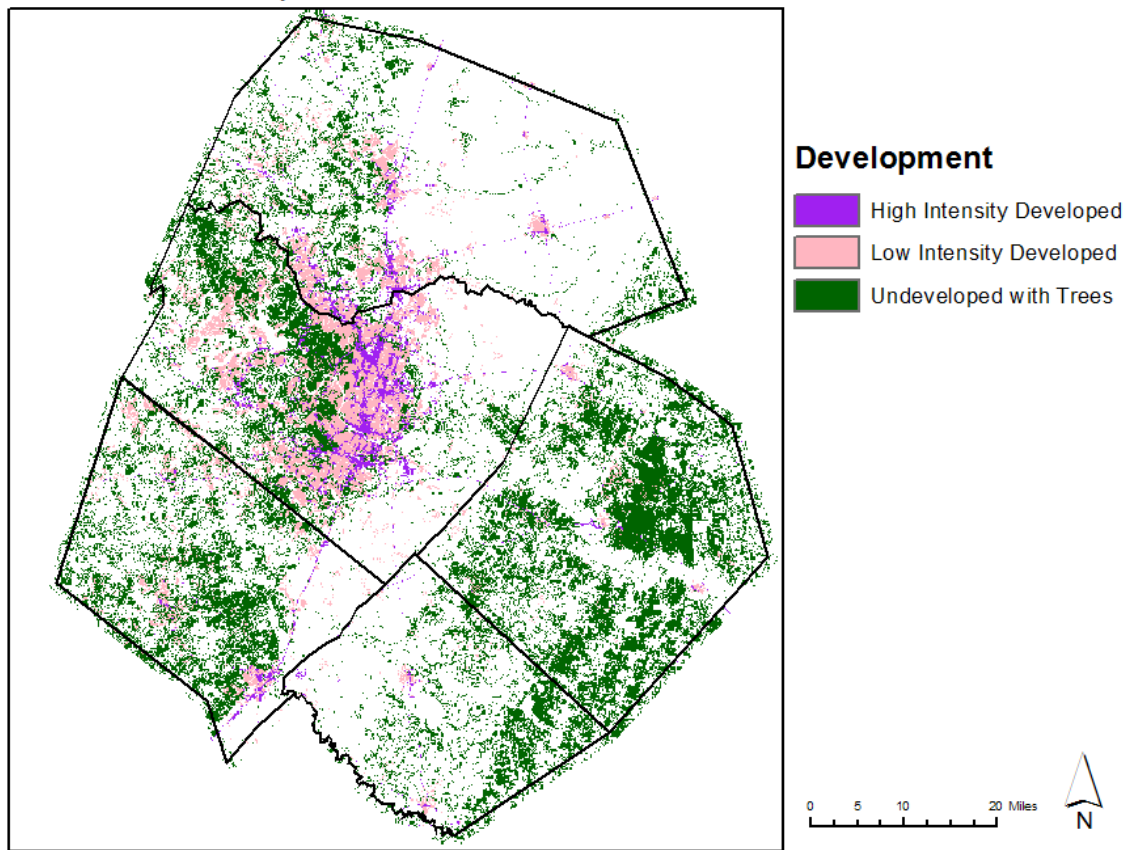 Development
High Intensity Developed
Low Intensity Developed
Undeveloped with Trees
0 5 10 20 Miles
N